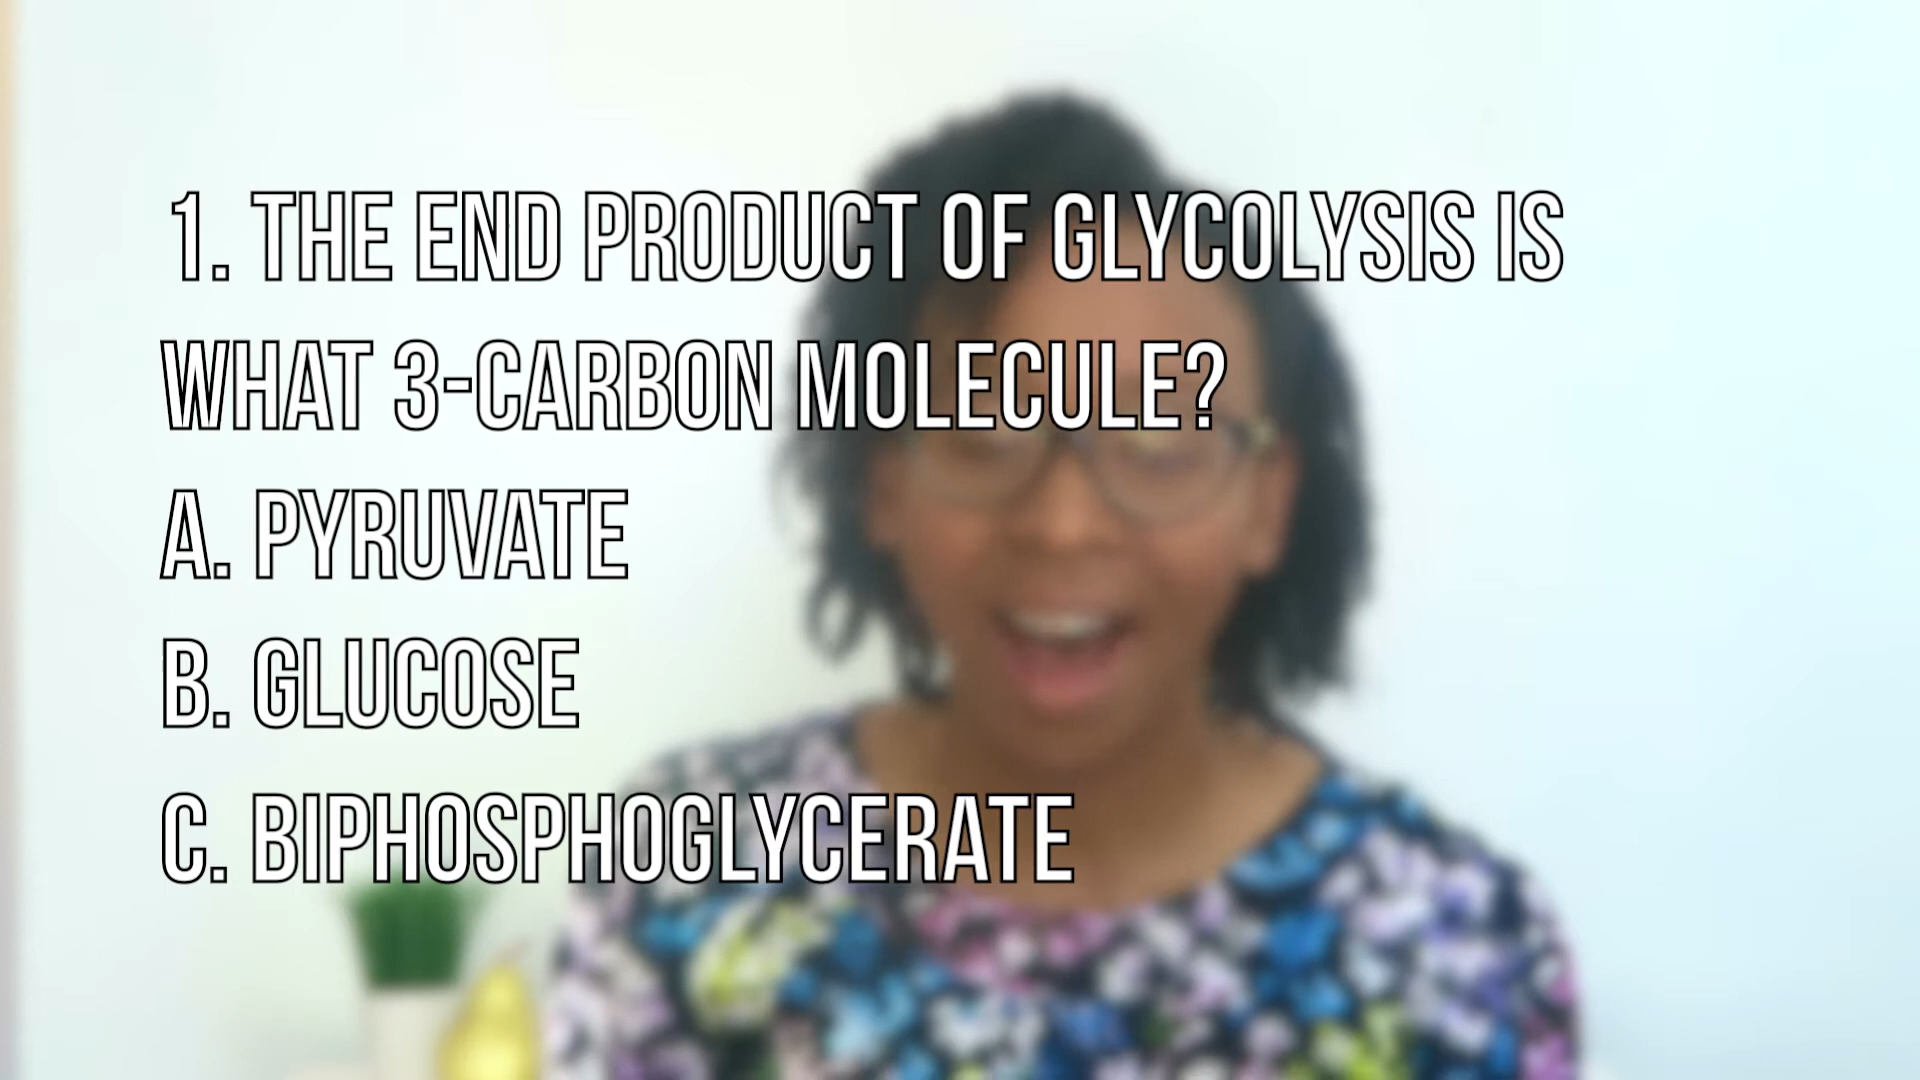 1. THE END PRODUCT OF GLYCOLYSIS IS
WHAT 3-CARBON MOLECULE?
A. PYRUVATE
B. GLUCOSE
C. BIPHOSPHOGLYCERATE